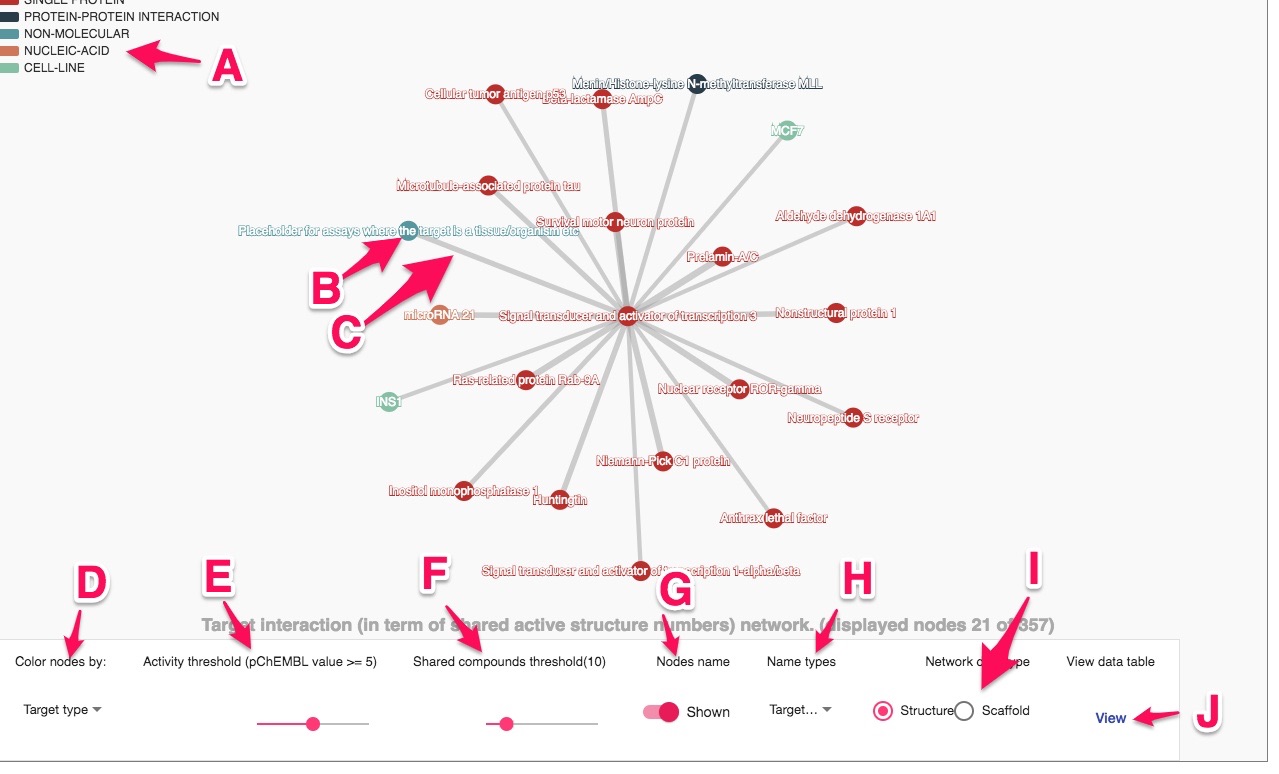 SINGLE PROTEIN
PROTEIN-PROTEIN INTERACTION
NON-MOLECULAR
NUCLEIC-ACID
CELL-LINE
A
Menin/Histone-lysine N-methyltransferase MLL
Cellular tumor antigen p53
Beta-lactamase AmpC
MCF7
Microtubule-associated protein tau
Survival motor neuron protein
Aldehyde dehydrogenase 1A1
Placeholder for assays where the target is a tissue/organism etc
Prelamin-A/C
B
C
microRNA 21
Signal transducer and activator of transcription 3
Nonstructural protein 1
Ras-related protein Rab-9A
Nuclear receptor ROR-gamma
INS1
Neuropeptide S receptor
Niemann-Pick C1 protein
Inositol monophosphatase 1
Huntingtin
Anthrax lethal factor
Signal transducer and activator of transcription 1-alpha/beta
D
E
F
G
H
I
Target interaction (in term of shared active structure numbers) network. (displayed nodes 21 of 357)
Color nodes by:
Activity threshold (pChEMBL value >= 5)
Shared compounds threshold(10)
Nodes name
Name types
Network type
View data table
Target type
Shown
Target...
Structure
Scaffold
View
J